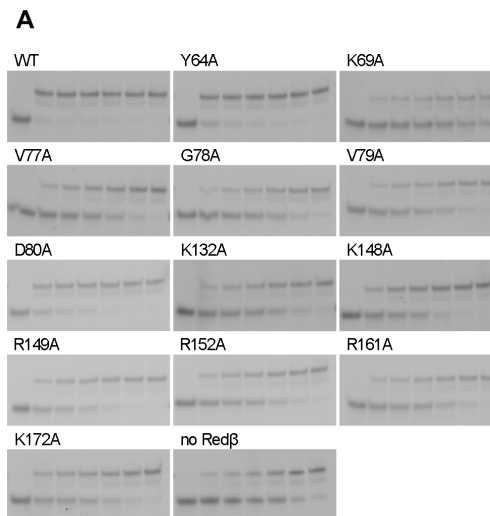 A
WT Y64A K69A
V77A G78A V79A
D80A K132A K148A
R149A R152A R161A
K172A no Redβ